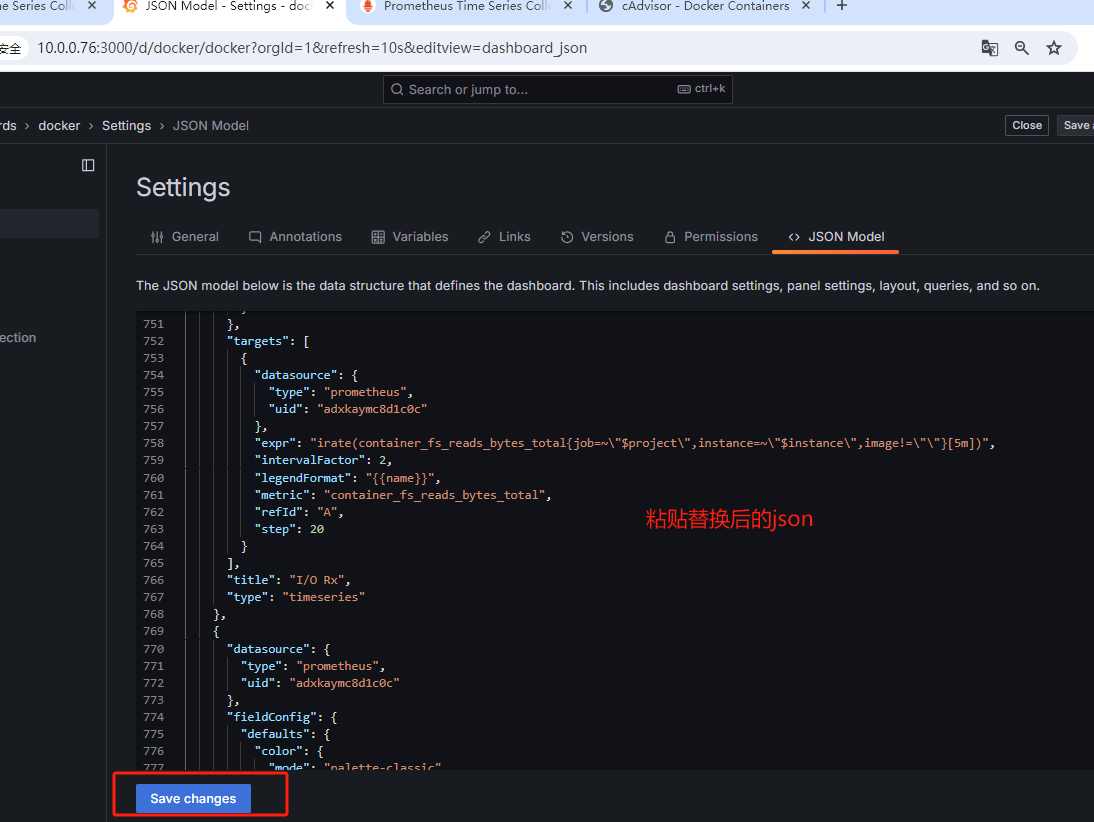 e Series Colle
JSON Model - Settings - doc
Prometheus Time Series Colle
cAdvisor - Docker Containers
安全
10.0.0.76:3000/d/docker/docker?orgId=1&refresh=10s&editview=dashboard_json
Search or jump to...
ctrl+k
rds › docker › Settings › JSON Model
Close
Save a
Settings
General
Annotations
Variables
Links
Versions
Permissions
JSON Model
The JSON model below is the data structure that defines the dashboard. This includes dashboard settings, panel settings, layout, queries, and so on.
ection
751 },
752 "targets": [
753 {
754 "datasource": {
755 "type": "prometheus",
756 "uid": "adxkaymc8d1c0c"
757 },
758 "expr": "irate(container_fs_reads_bytes_total{job=~\"$project\",instance=~\"$instance\",image!=\"\"}[5m])",
759 "intervalFactor": 2,
760 "legendFormat": "{{name}}",
761 "metric": "container_fs_reads_bytes_total",
762 "refId": "A",
763 "step": 20
764 }
765 ],
766 "title": "I/O Rx",
767 "type": "timeseries"
768 },
769 {
770 "datasource": {
771 "type": "prometheus",
772 "uid": "adxkaymc8d1c0c"
773 },
774 "fieldConfig": {
775 "defaults": {
776 "color": {
777 "mode": "palette-classic"
粘贴替换后的json
Save changes